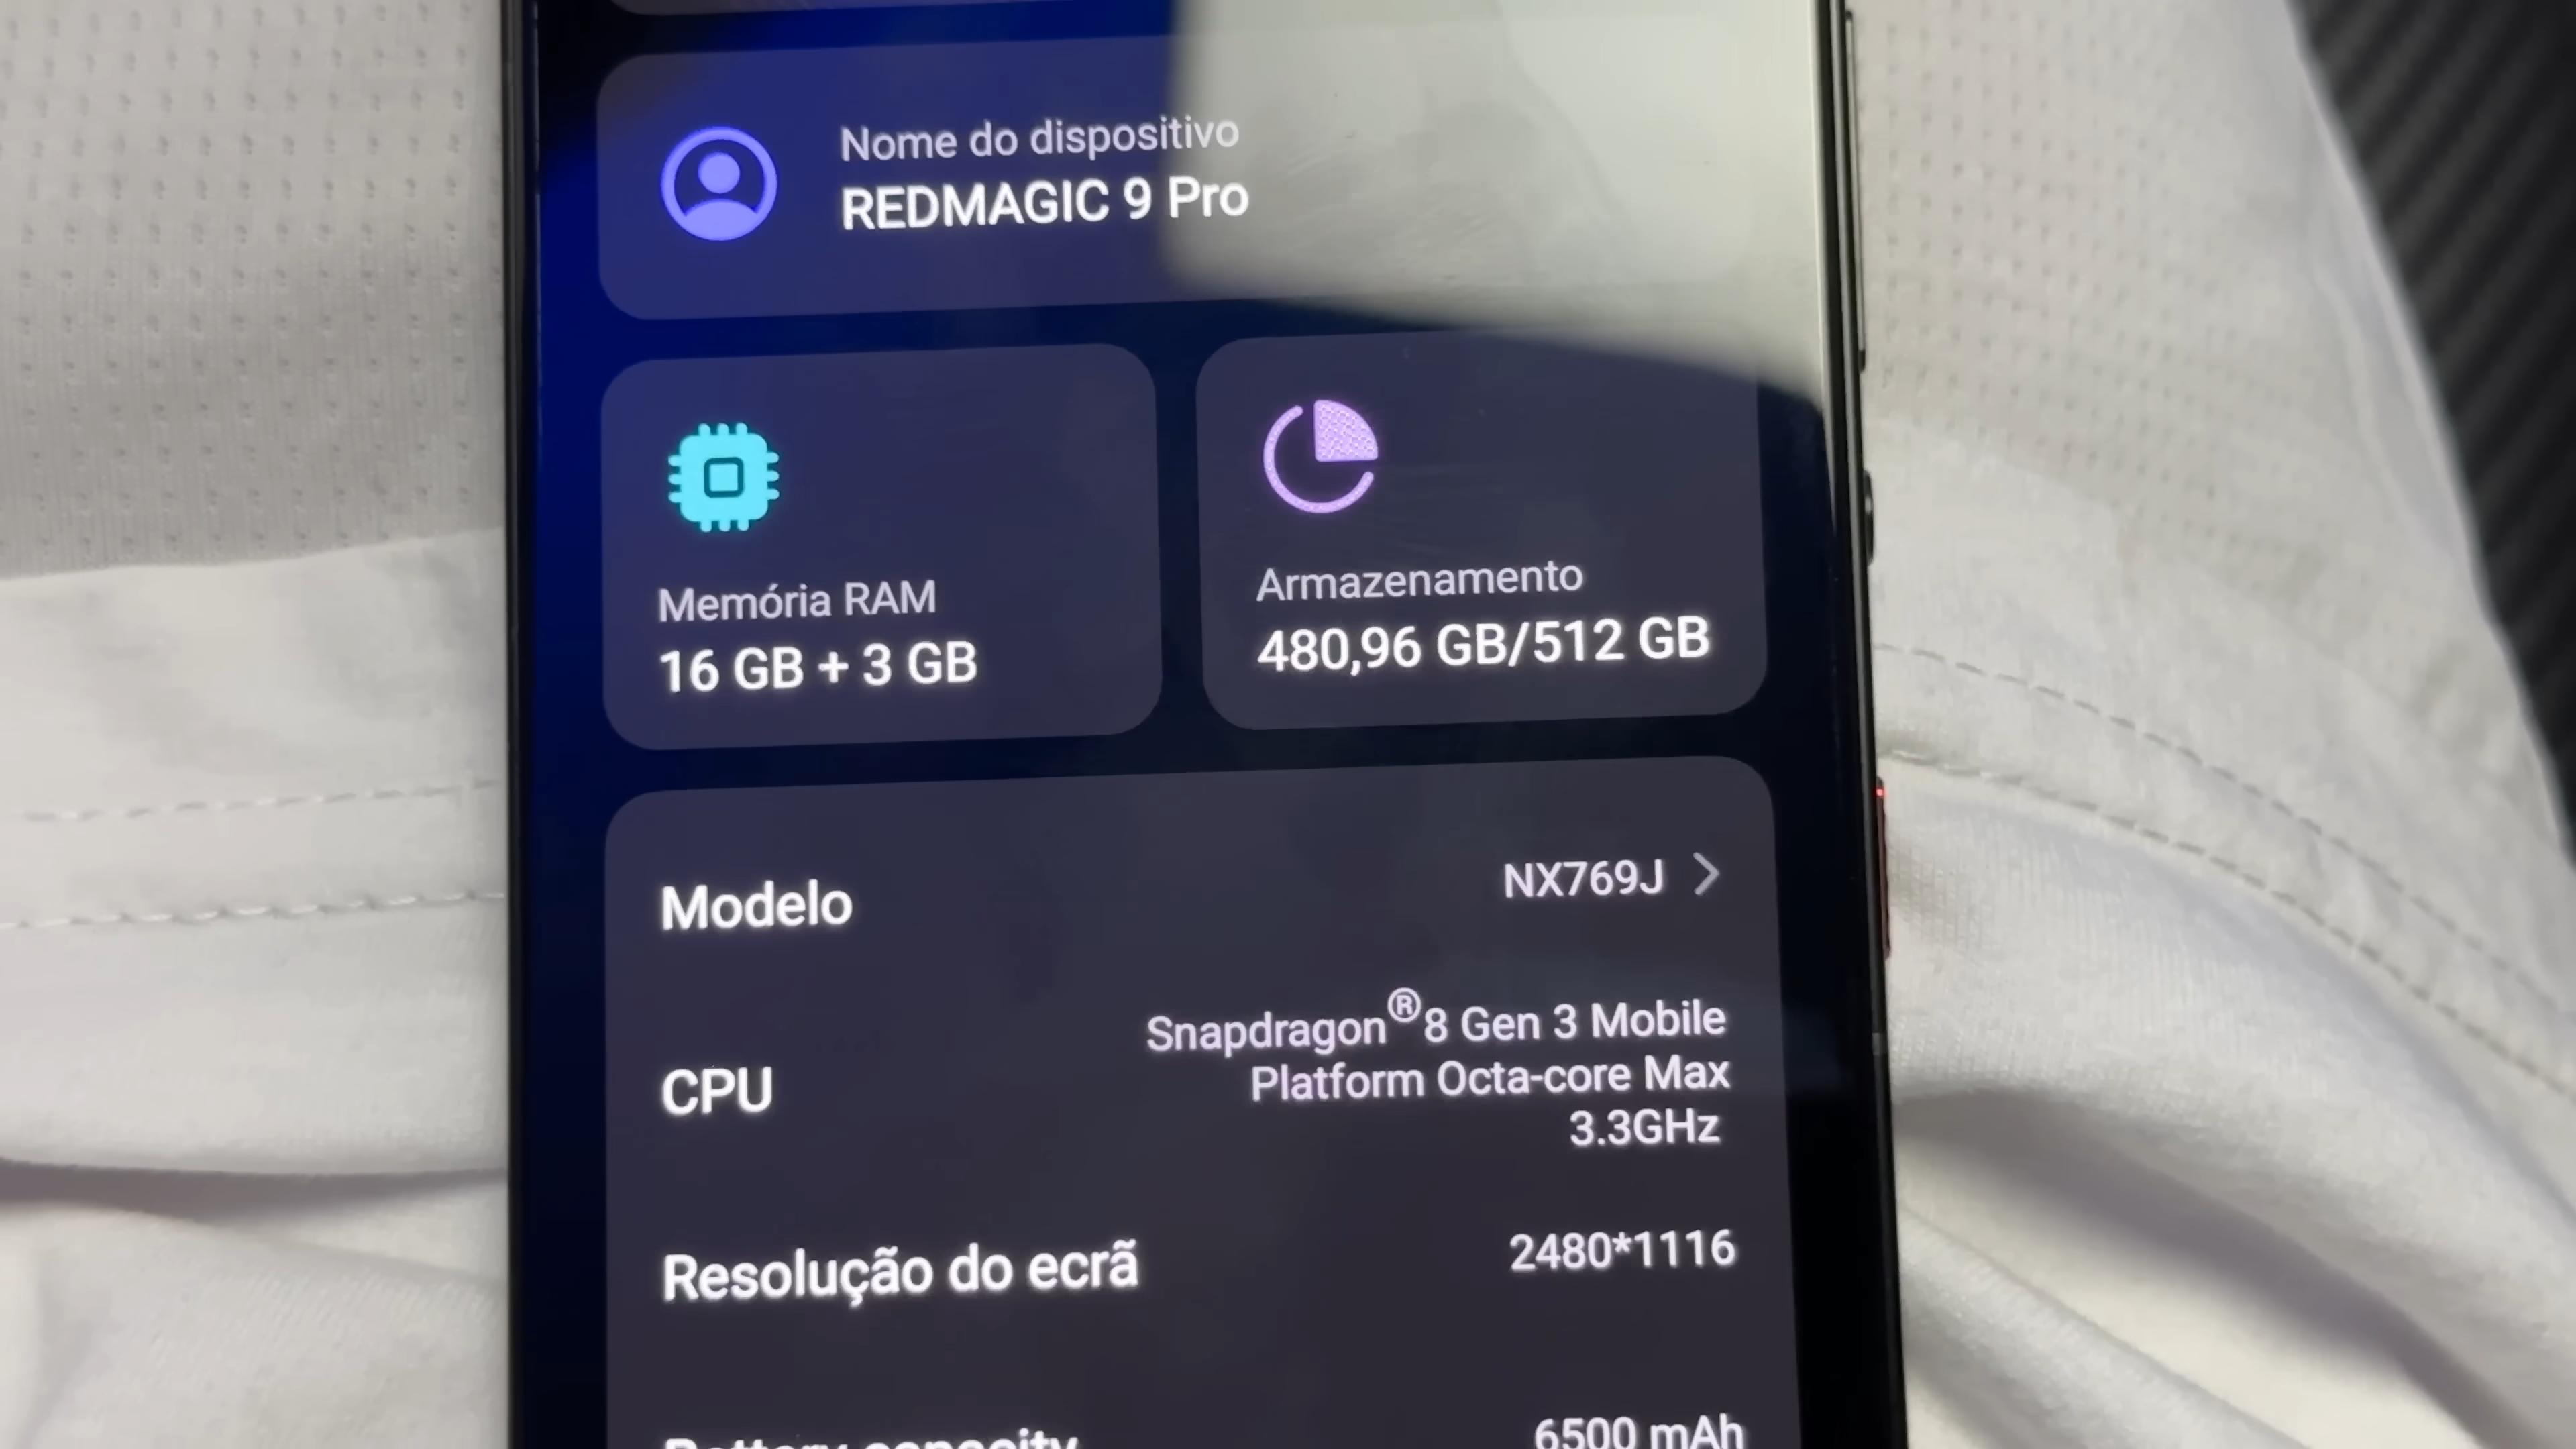 Nome do dispositivo
REDMAGIC 9 Pro
Memória RAM
16 GB + 3 GB
Armazenamento
480,96 GB/512 GB
Modelo
NX769J
CPU
Snapdragon®8 Gen 3 Mobile
Platform Octa-core Max
3.3GHz
Resolução do ecrã
2480*1116
Battery capacity
6500 mAh